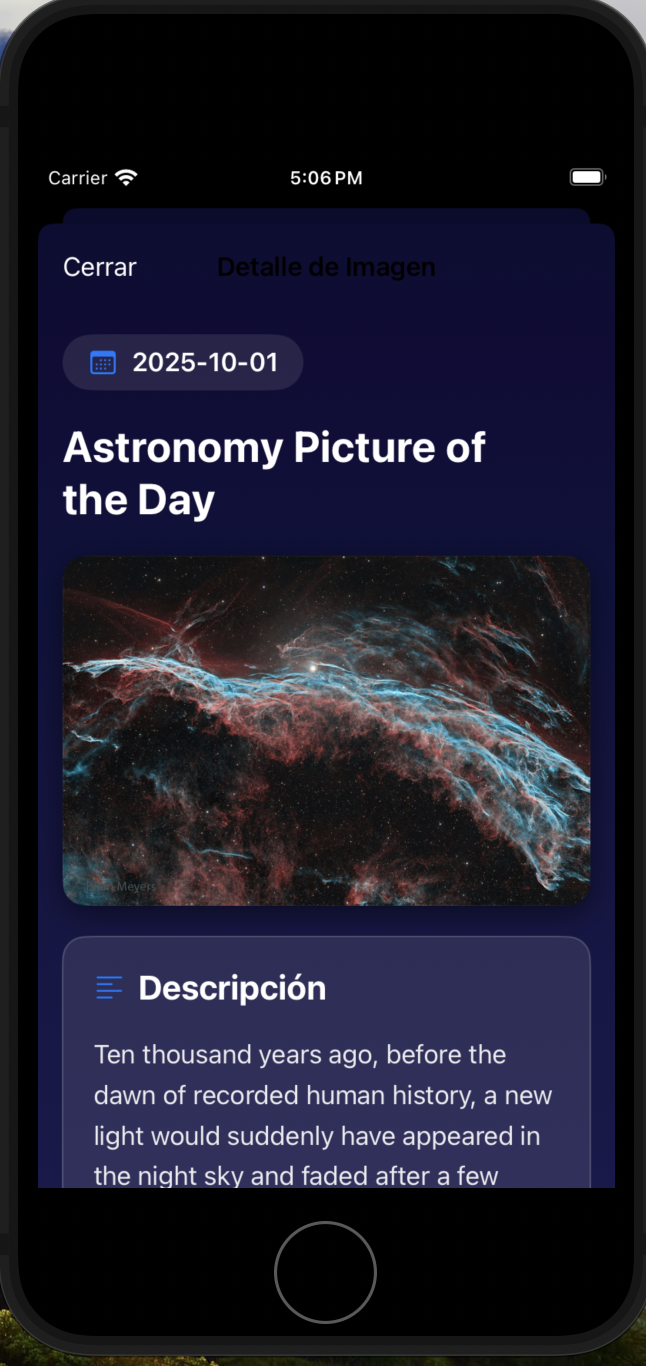 Carrier
5:06 PM
Cerrar
Detalle de Imagen
2025-10-01
Astronomy Picture of
the Day
Meyers
Descripción
Ten thousand years ago, before the
dawn of recorded human history, a new
light would suddenly have appeared in
the night sky and faded after a few